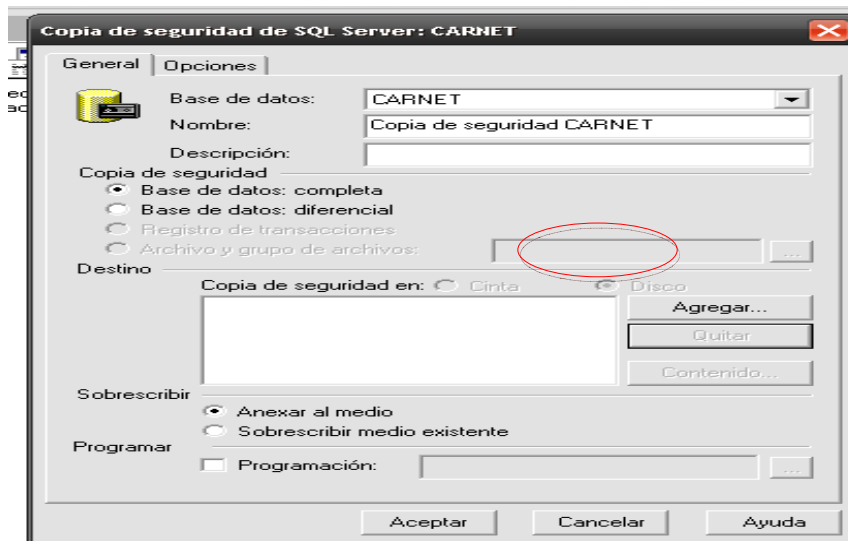 Copia de seguridad de SQL Server: CARNET
General Opciones
Base de datos: CARNET
Nombre: Copia de seguridad CARNET
Descripción:
Copia de seguridad
Base de datos: completa
Base de datos: diferencial
Registro de transacciones
Archivo y grupo de archivos: ...
Destino
Copia de seguridad en: Cinta Disco
Agregar...
Quitar
Contenido...
Sobrescribir
Anexar al medio
Sobrescribir medio existente
Programar
Programación: ...
Aceptar Cancelar Ayuda